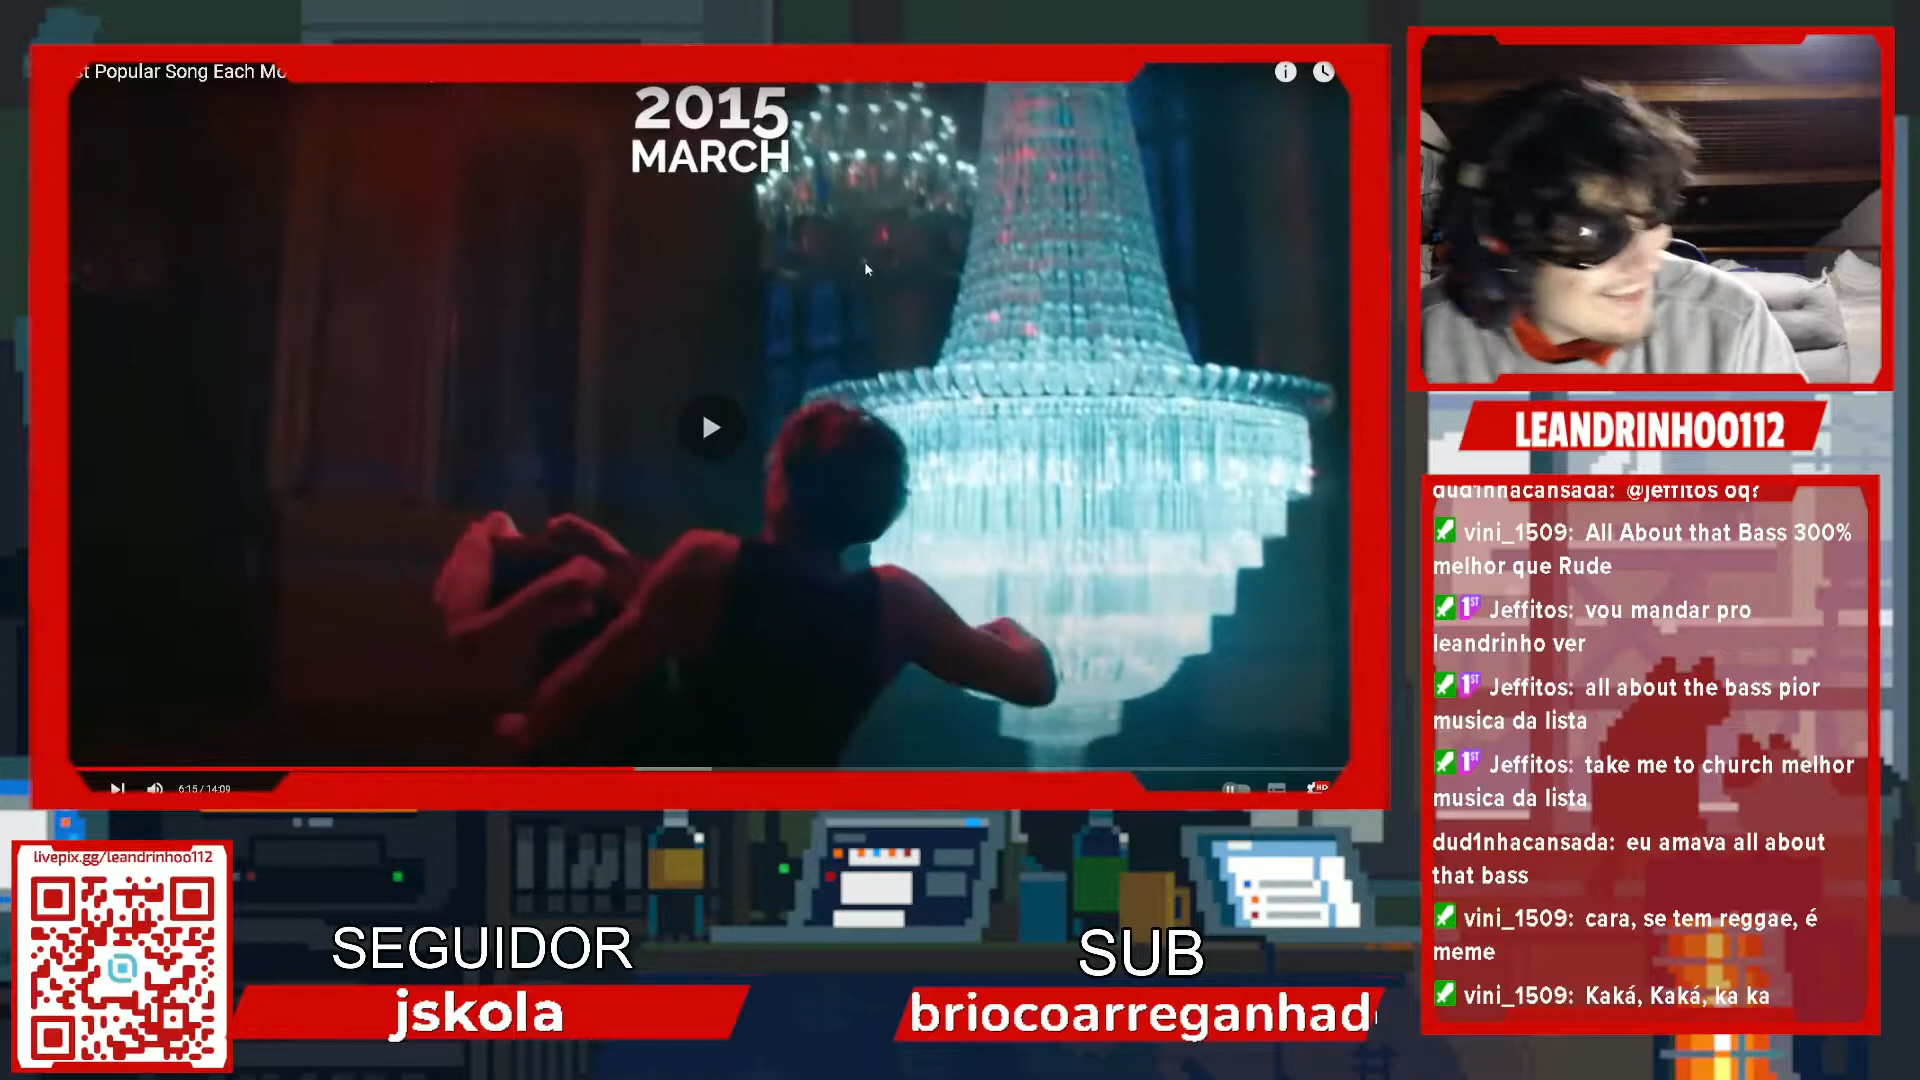 st Popular Song Each Mo
2015
MARCH
6:15 / 14:09
HD
LEANDRINHOO112
dud1nhacansada: @jeffitos oq?
vini_1509: All About that Bass 300%
melhor que Rude
1ST Jeffitos: vou mandar pro
leandrinho ver
1ST Jeffitos: all about the bass pior
musica da lista
1ST Jeffitos: take me to church melhor
musica da lista
dud1nhacansada: eu amava all about
that bass
vini_1509: cara, se tem reggae, é
meme
vini_1509: Kaká, Kaká, ka ka
livepix.gg/leandrinhoo112
SEGUIDOR
jskola
SUB
briocoarreganhad